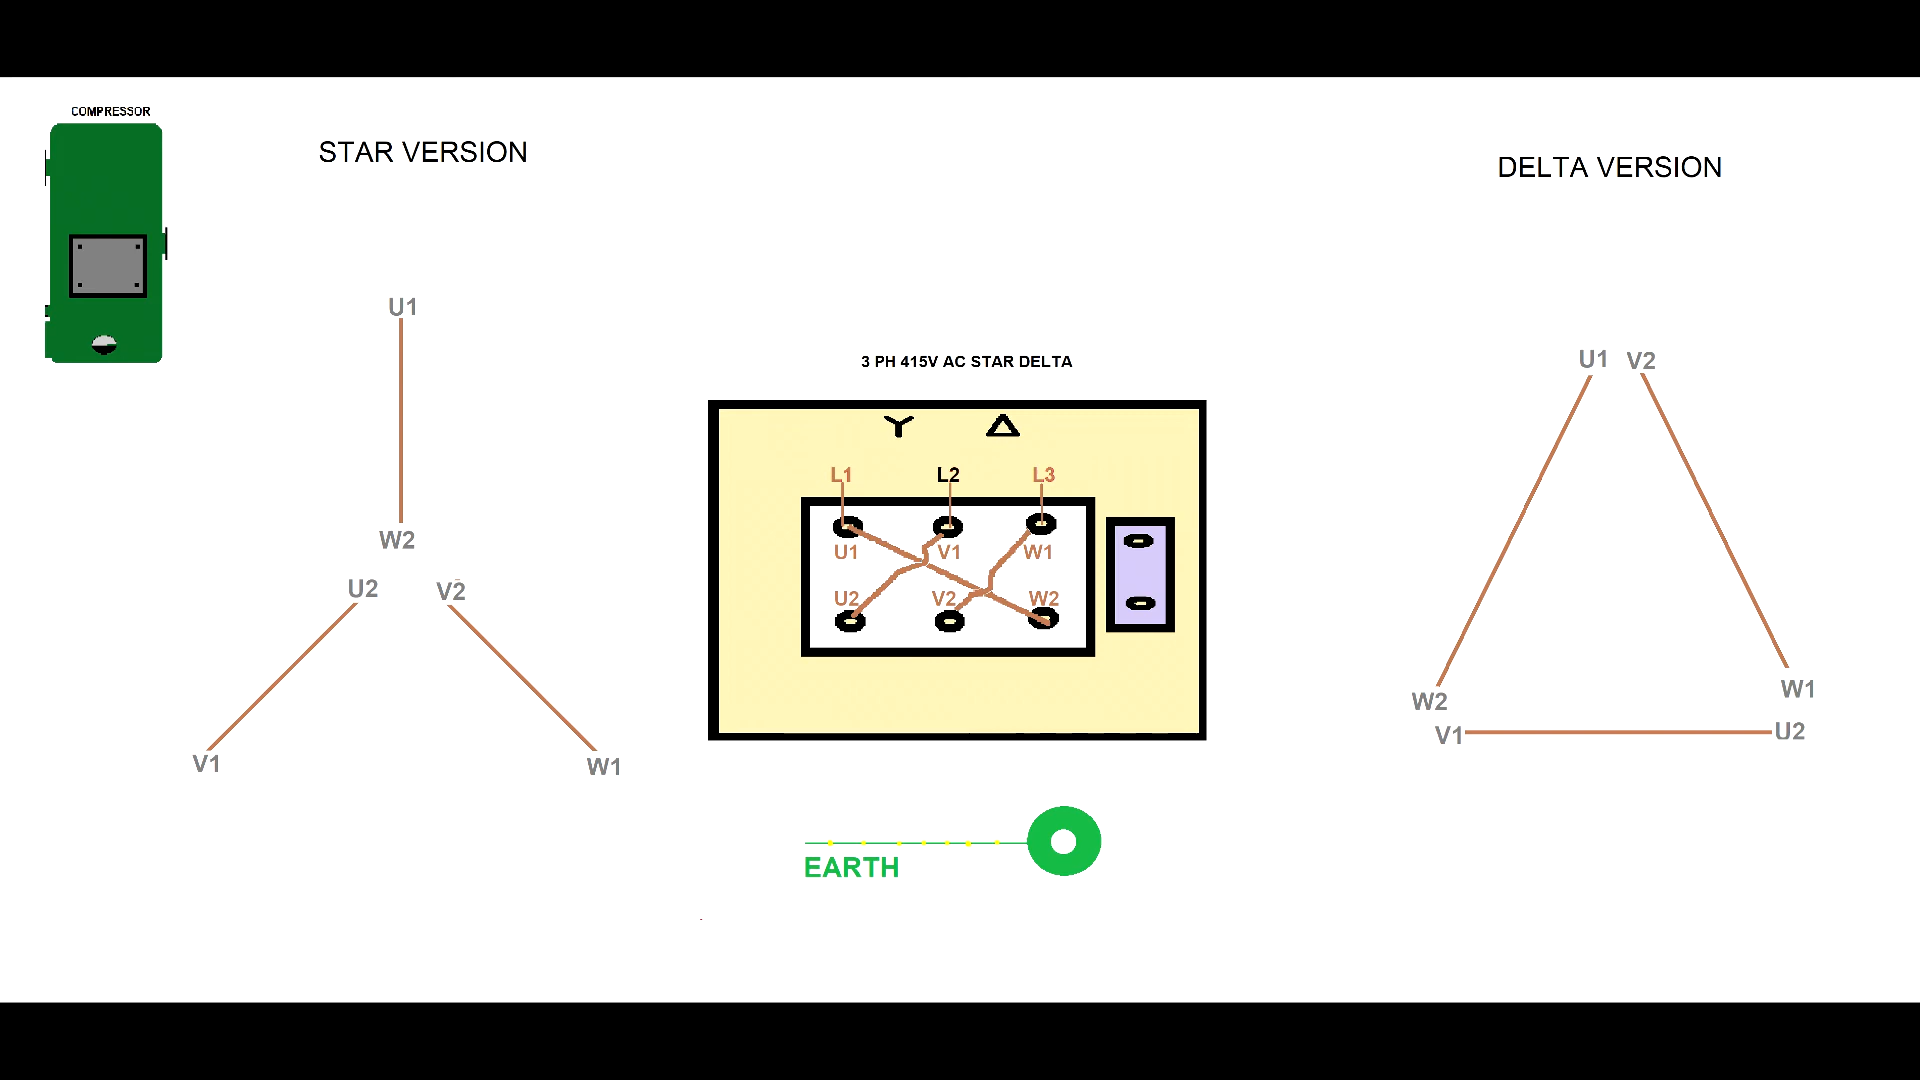 COMPRESSOR
STAR VERSION
DELTA VERSION
U1
W2
U2 V2
V1
W1
3 PH 415V AC STAR DELTA
L1 L2 L3
U1 V1 W1
U2 V2 W2
EARTH
U1 V2
W2
W1
V1
U2